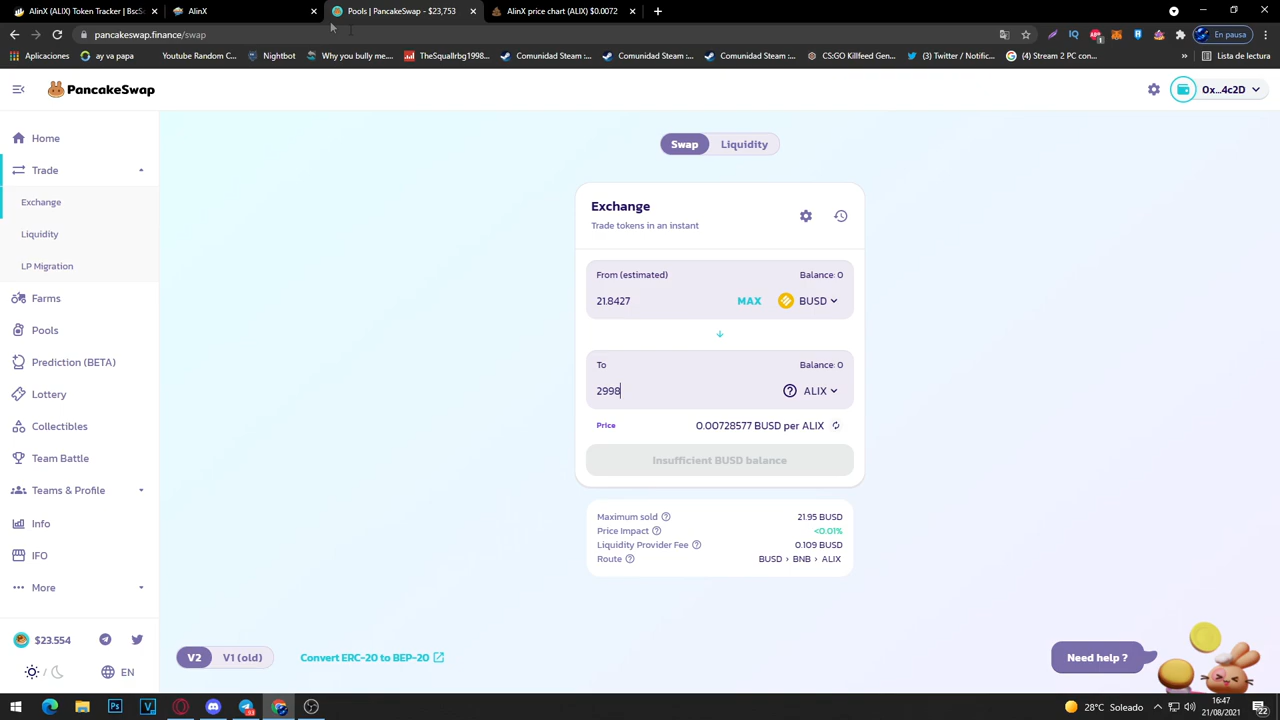 AlinX (ALIX) Token Tracker | BscS
AlinX
Pools | PancakeSwap - $23,753
AlinX price chart (ALIX) $0.0072
pancakeswap.finance/swap
En pausa
Aplicaciones
ay va papa
Youtube Random C...
Nightbot
Why you bully me....
TheSquallrbg1998...
Comunidad Steam :...
Comunidad Steam :...
Comunidad Steam :...
CS:GO Killfeed Gen...
(3) Twitter / Notific...
(4) Stream 2 PC con...
Lista de lectura
PancakeSwap
0x...4c2D
Home
Trade
Exchange
Liquidity
LP Migration
Farms
Pools
Prediction (BETA)
Lottery
Collectibles
Team Battle
Teams & Profile
Info
IFO
More
$23.554
EN
Swap
Liquidity
Exchange
Trade tokens in an instant
From (estimated)
Balance: 0
21.8427
MAX
BUSD
To
Balance: 0
2998
ALIX
Price
0.00728577 BUSD per ALIX
Insufficient BUSD balance
Maximum sold
21.95 BUSD
Price Impact
<0.01%
Liquidity Provider Fee
0.109 BUSD
Route
BUSD > BNB > ALIX
V2
V1 (old)
Convert ERC-20 to BEP-20
Need help ?
28°C Soleado
16:47
21/08/2021